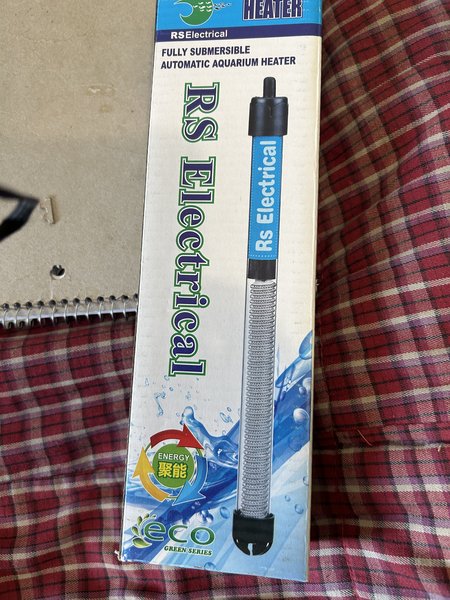 HEATER
RSElectrical
FULLY SUBMERSIBLE
AUTOMATIC AQUARIUM HEATER
RS Electrical
Rs Electrical
ENERGY
聚能
eco
GREEN SERIES